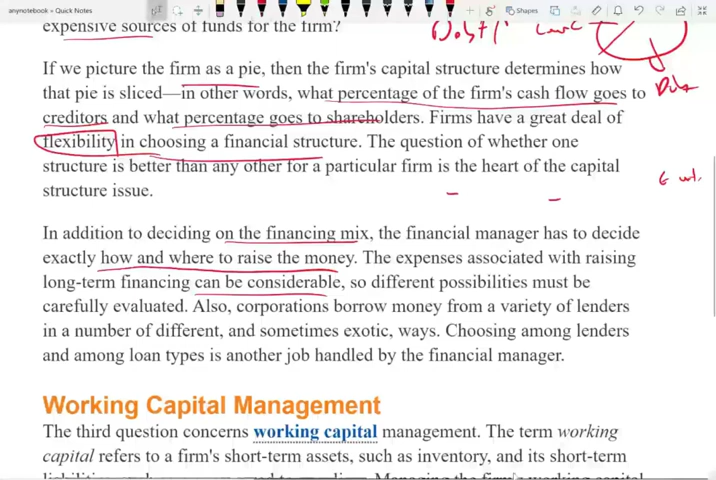 anynotebook - Quick Notes
Shapes
expensive sources of funds for the firm?
If we picture the firm as a pie, then the firm's capital structure determines how
that pie is sliced—in other words, what percentage of the firm's cash flow goes to
creditors and what percentage goes to shareholders. Firms have a great deal of
flexibility in choosing a financial structure. The question of whether one
structure is better than any other for a particular firm is the heart of the capital
structure issue.
In addition to deciding on the financing mix, the financial manager has to decide
exactly how and where to raise the money. The expenses associated with raising
long-term financing can be considerable, so different possibilities must be
carefully evaluated. Also, corporations borrow money from a variety of lenders
in a number of different, and sometimes exotic, ways. Choosing among lenders
and among loan types is another job handled by the financial manager.
Working Capital Management
The third question concerns working capital management. The term working
capital refers to a firm's short-term assets, such as inventory, and its short-term